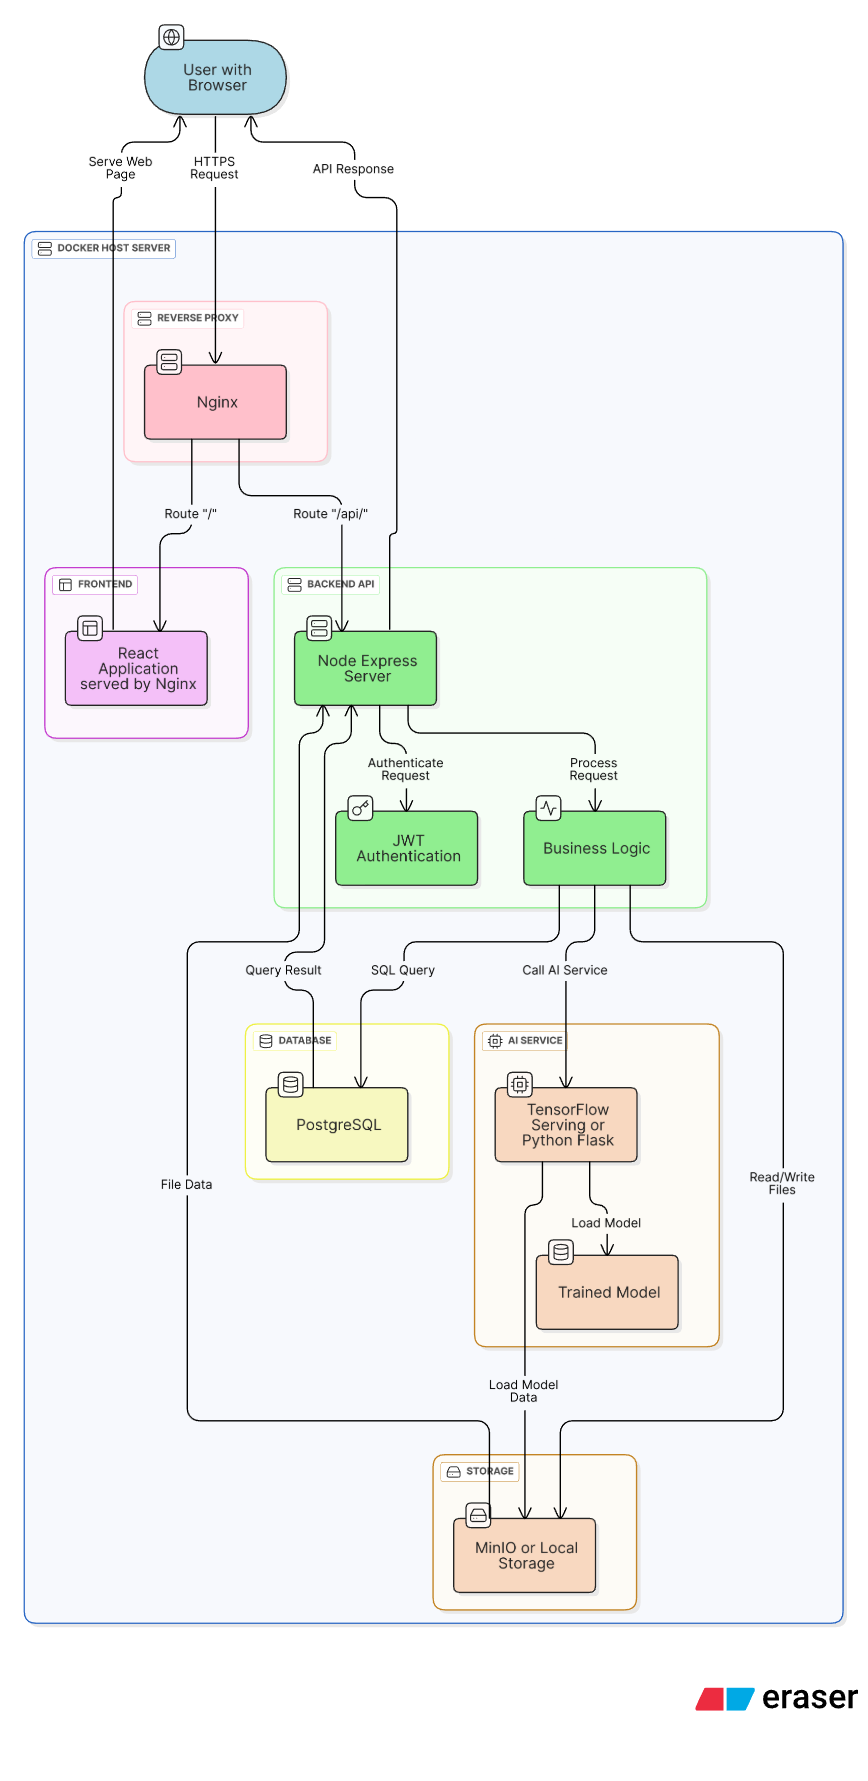 User with
Browser
Serve Web
Page
HTTPS
Request
API Response
DOCKER HOST SERVER
REVERSE PROXY
Nginx
Route "/"
Route "/api/"
FRONTEND
React
Application
served by Nginx
BACKEND API
Node Express
Server
Authenticate
Request
Process
Request
JWT
Authentication
Business Logic
Query Result
SQL Query
Call AI Service
DATABASE
PostgreSQL
AI SERVICE
TensorFlow
Serving or
Python Flask
File Data
Read/Write
Files
Load Model
Trained Model
Load Model
Data
STORAGE
MinIO or Local
Storage
eraser